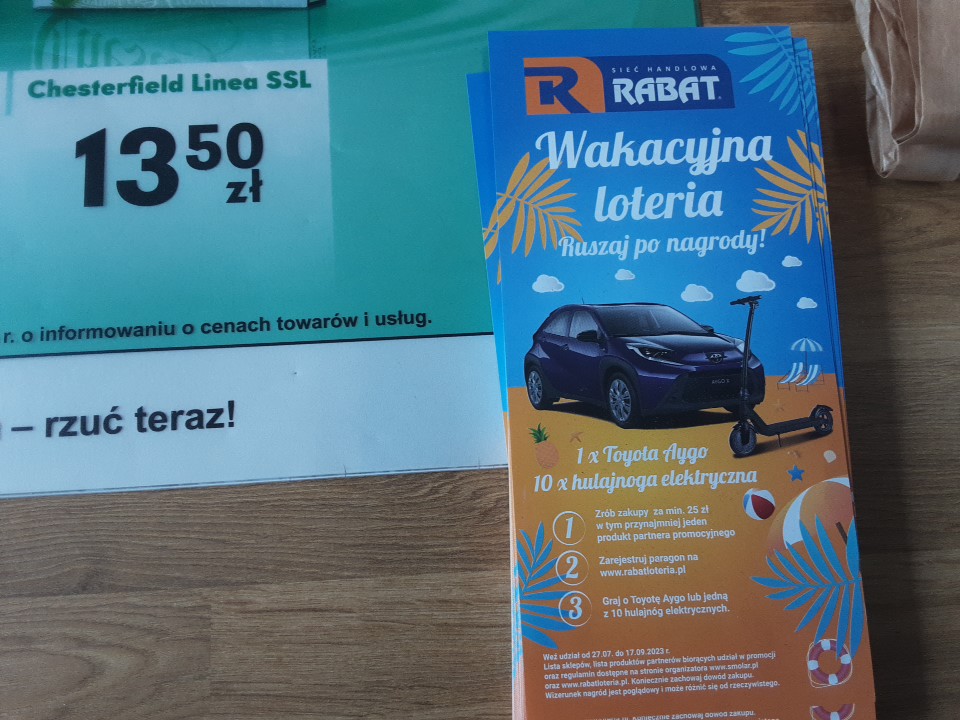 Chesterfield Linea SSL
13 50
zł
r. o informowaniu o cenach towarów i usług.
– rzuć teraz!
SIEĆ HANDLOWA
RABAT
Wakacyjna
loteria
Ruszaj po nagrody!
AYGO X
1 x Toyota Aygo
10 x hulajnoga elektryczna
1
Zrób zakupy za min. 25 zł
w tym przynajmniej jeden
produkt partnera promocyjnego
2
Zarejestruj paragon na
www.rabatloteria.pl
3
Graj o Toyotę Aygo lub jedną
z 10 hulajnóg elektrycznych.
Weź udział od 27.07. do 17.09.2023 r.
Lista sklepów, lista produktów partnerów biorących udział w promocji
oraz regulamin dostępne na stronie organizatora www.smolar.pl
oraz www.rabatloteria.pl. Koniecznie zachowaj dowód zakupu.
Wizerunek nagród jest poglądowy i może różnić się od rzeczywistego.
Koniecznie zachowaj dowód zakupu.